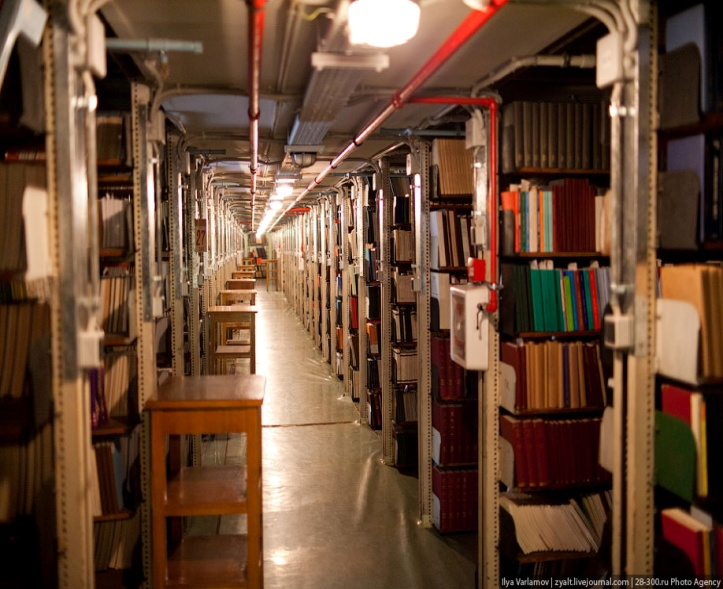 Ilya Varlamov | zyalt.livejournal.com | 28-300.ru Photo Agency